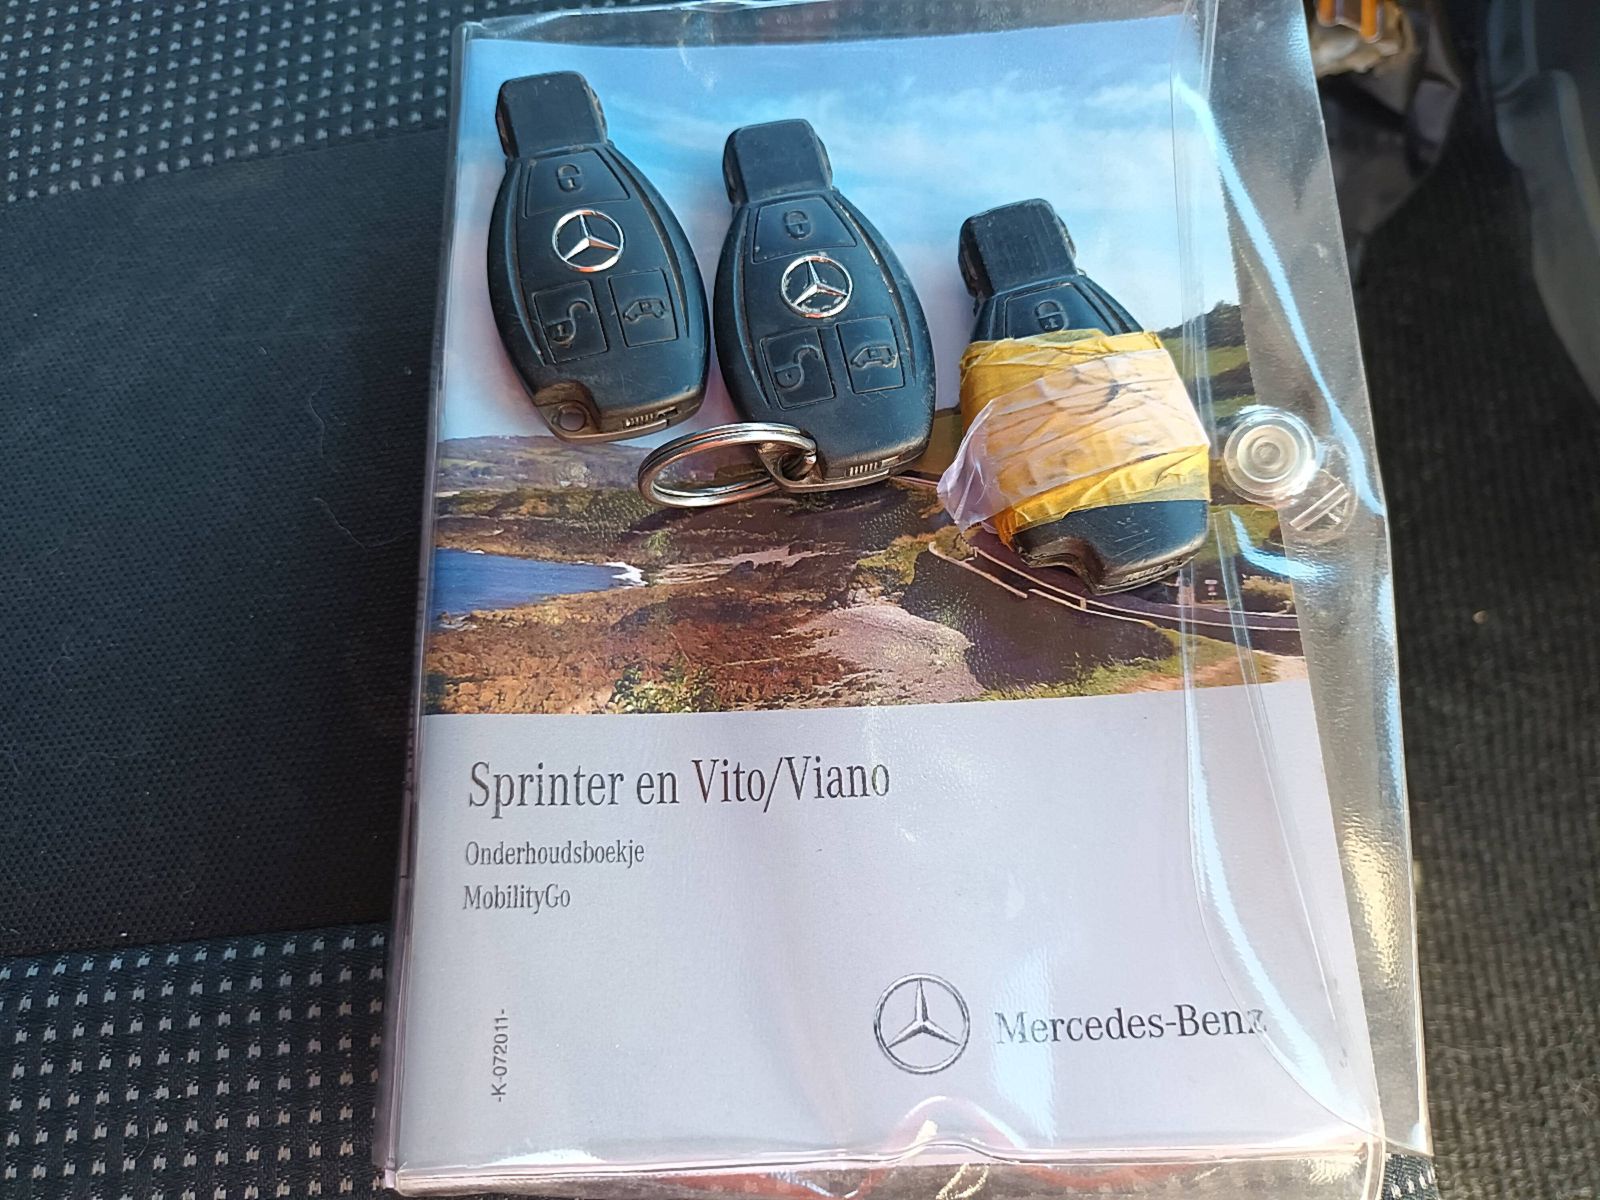 Sprinter en Vito/Viano
Onderhoudsboekje
MobilityGo
-K-072011-
Mercedes-Benz